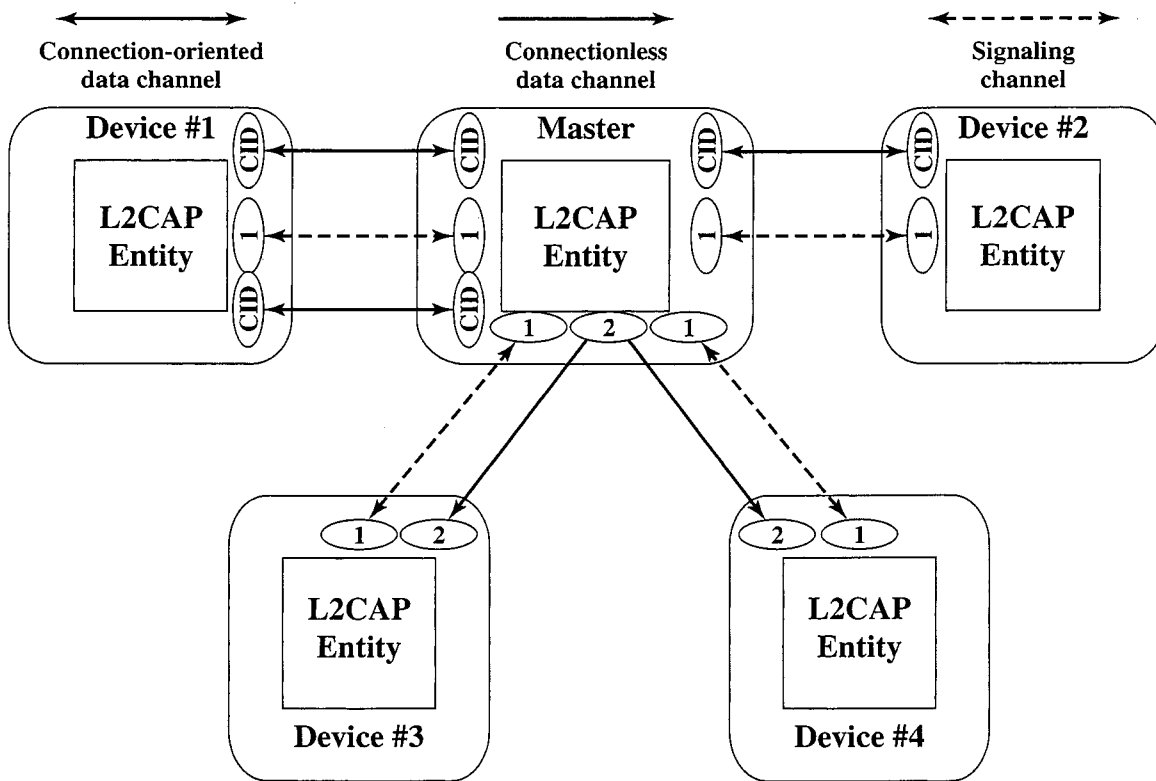 Connection-oriented
data channel
Connectionless
data channel
Signaling
channel
Device #1
CID
1
CID
L2CAP
Entity
Master
CID
1
CID
L2CAP
Entity
CID
1
1
2
1
Device #2
CID
1
L2CAP
Entity
1
2
L2CAP
Entity
Device #3
2
1
L2CAP
Entity
Device #4